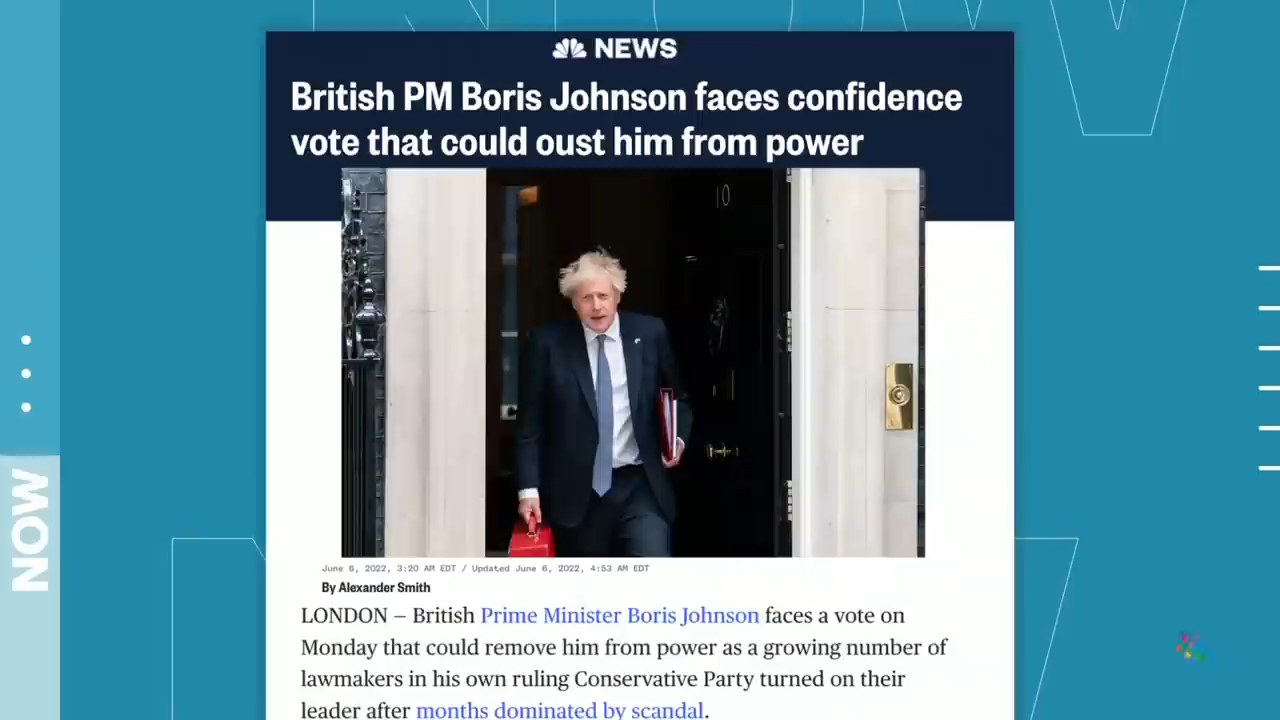 NEWS
British PM Boris Johnson faces confidence
vote that could oust him from power
10
June 6, 2022, 3:20 AM EDT / Updated June 6, 2022, 4:53 AM EDT
By Alexander Smith
LONDON — British Prime Minister Boris Johnson faces a vote on
Monday that could remove him from power as a growing number of
lawmakers in his own ruling Conservative Party turned on their
leader after months dominated by scandal.
NOW